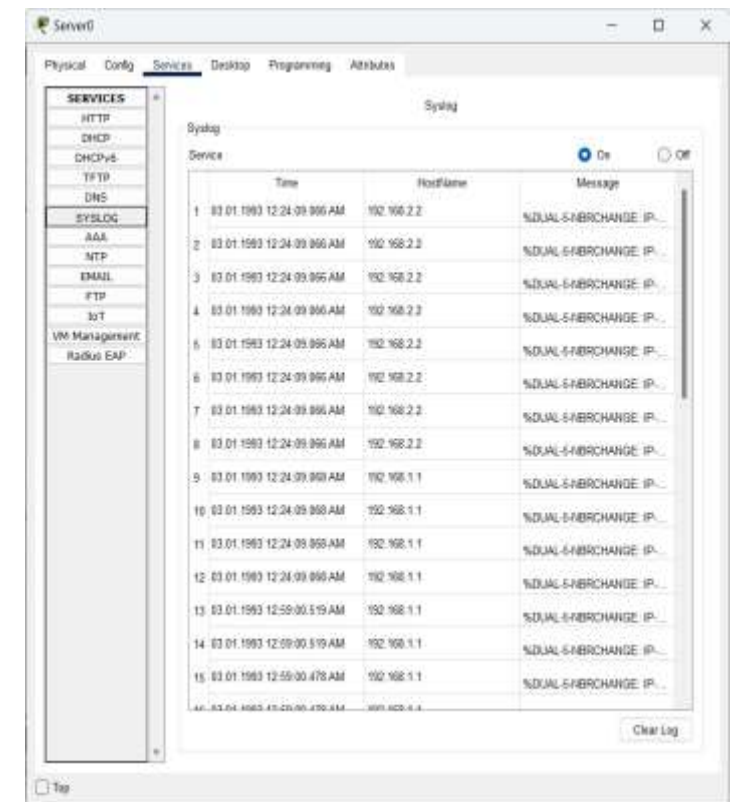 Server0
Physical Config Services Desktop Programming Attributes
SERVICES
HTTP
DHCP
DHCPv6
TFTP
DNS
SYSLOG
AAA
NTP
EMAIL
FTP
IoT
VM Management
Radius EAP
Syslog
Syslog
Service On Off
Time HostName Message
1 03.01.1993 12:24:09.066 AM 192.168.2.2 %DUAL-5-NBRCHANGE: IP-...
2 03.01.1993 12:24:09.066 AM 192.168.2.2 %DUAL-5-NBRCHANGE: IP-...
3 03.01.1993 12:24:09.066 AM 192.168.2.2 %DUAL-5-NBRCHANGE: IP-...
4 03.01.1993 12:24:09.066 AM 192.168.2.2 %DUAL-5-NBRCHANGE: IP-...
5 03.01.1993 12:24:09.066 AM 192.168.2.2 %DUAL-5-NBRCHANGE: IP-...
6 03.01.1993 12:24:09.066 AM 192.168.2.2 %DUAL-5-NBRCHANGE: IP-...
7 03.01.1993 12:24:09.066 AM 192.168.2.2 %DUAL-5-NBRCHANGE: IP-...
8 03.01.1993 12:24:09.066 AM 192.168.2.2 %DUAL-5-NBRCHANGE: IP-...
9 03.01.1993 12:24:09.068 AM 192.168.1.1 %DUAL-5-NBRCHANGE: IP-...
10 03.01.1993 12:24:09.068 AM 192.168.1.1 %DUAL-5-NBRCHANGE: IP-...
11 03.01.1993 12:24:09.068 AM 192.168.1.1 %DUAL-5-NBRCHANGE: IP-...
12 03.01.1993 12:24:09.068 AM 192.168.1.1 %DUAL-5-NBRCHANGE: IP-...
13 03.01.1993 12:59:00.519 AM 192.168.1.1 %DUAL-5-NBRCHANGE: IP-...
14 03.01.1993 12:59:00.519 AM 192.168.1.1 %DUAL-5-NBRCHANGE: IP-...
15 03.01.1993 12:59:00.478 AM 192.168.1.1 %DUAL-5-NBRCHANGE: IP-...
Clear Log
Top